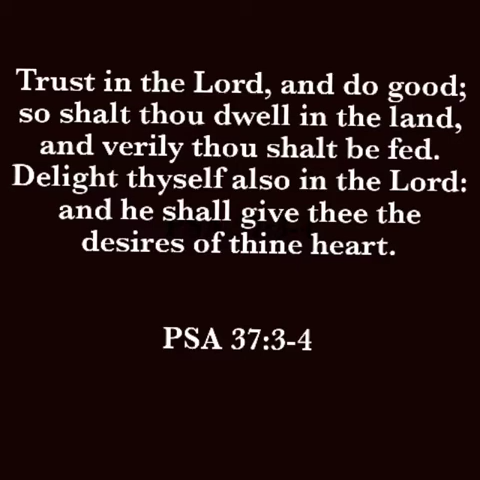 Trust in the Lord, and do good;
so shalt thou dwell in the land,
and verily thou shalt be fed.
Delight thyself also in the Lord:
and he shall give thee the
desires of thine heart.
PSA 37:3-4